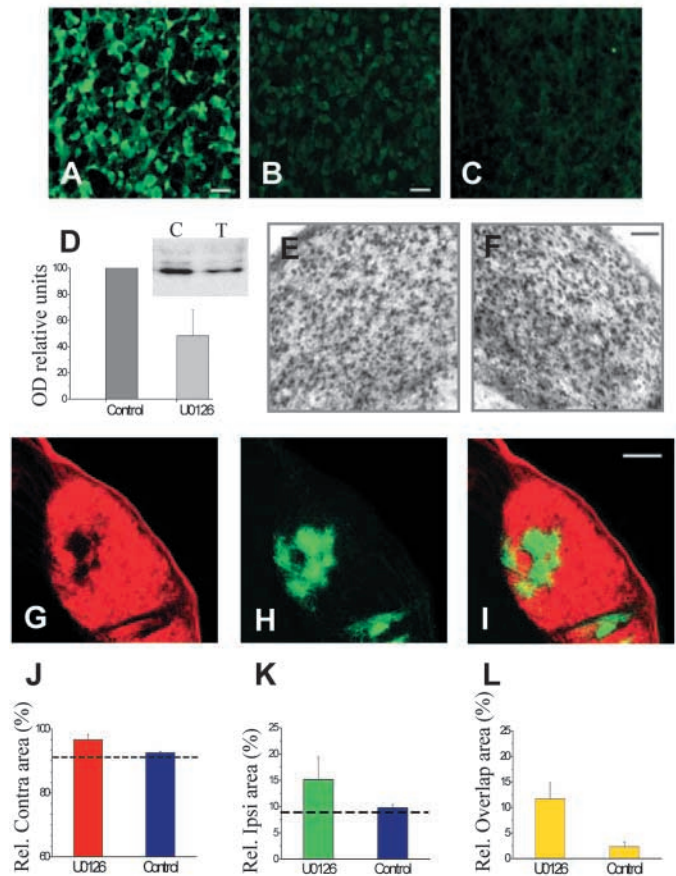 A
B
C
D
C T
OD relative units
100
80
60
40
20
0
Control
U0126
E
F
G
H
I
J
Rel. Contra area (%)
100
80
60
U0126
Control
K
Rel. Ipsi area (%)
25
20
15
10
5
0
U0126
Control
L
Rel. Overlap area (%)
25
20
15
10
5
0
U0126
Control